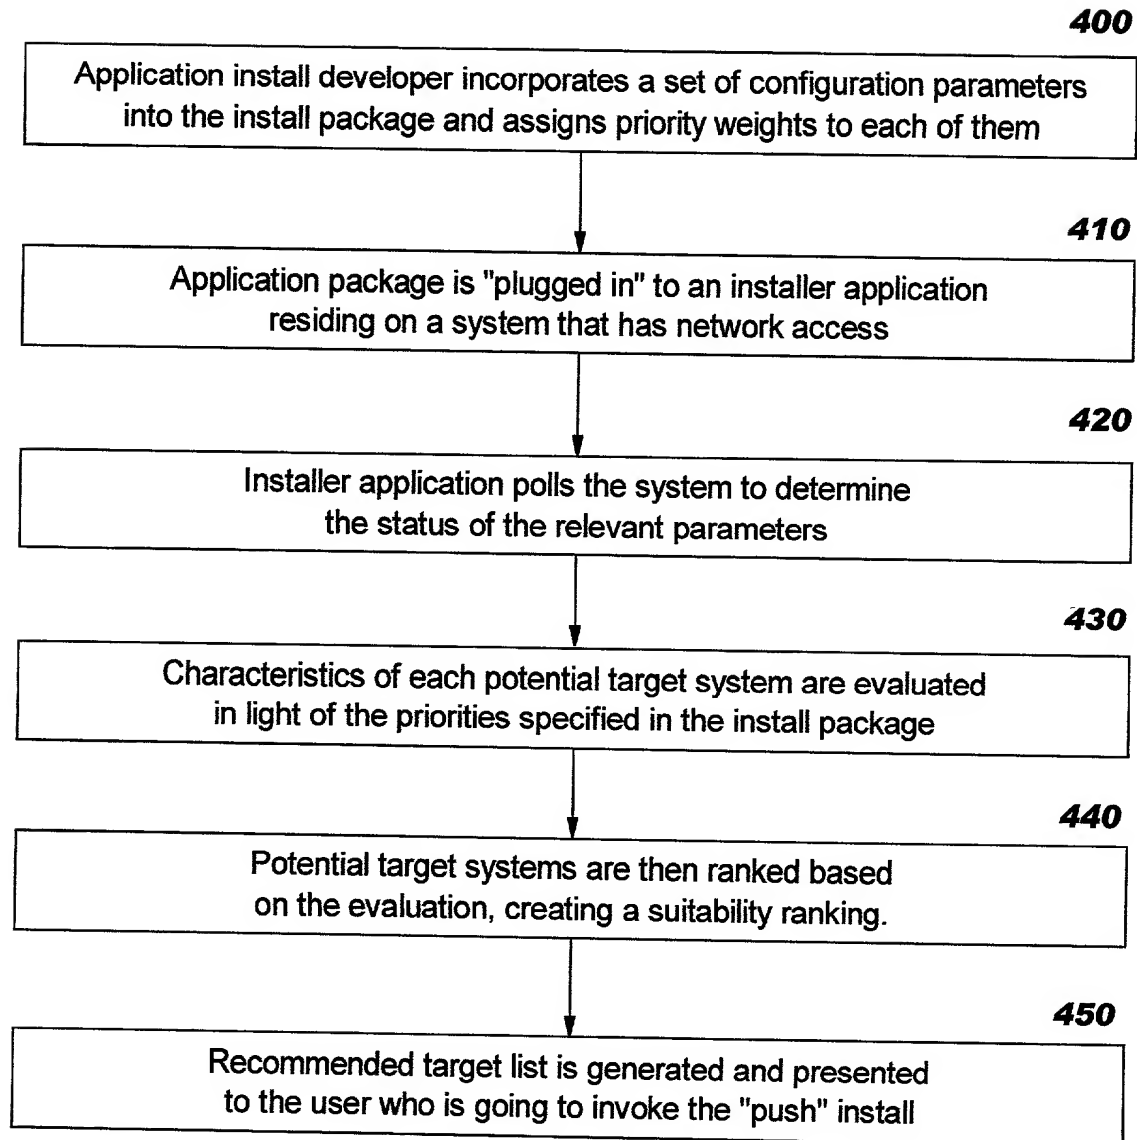 400
Application install developer incorporates a set of configuration parameters
into the install package and assigns priority weights to each of them
410
Application package is "plugged in" to an installer application
residing on a system that has network access
420
Installer application polls the system to determine
the status of the relevant parameters
430
Characteristics of each potential target system are evaluated
in light of the priorities specified in the install package
440
Potential target systems are then ranked based
on the evaluation, creating a suitability ranking.
450
Recommended target list is generated and presented
to the user who is going to invoke the "push" install